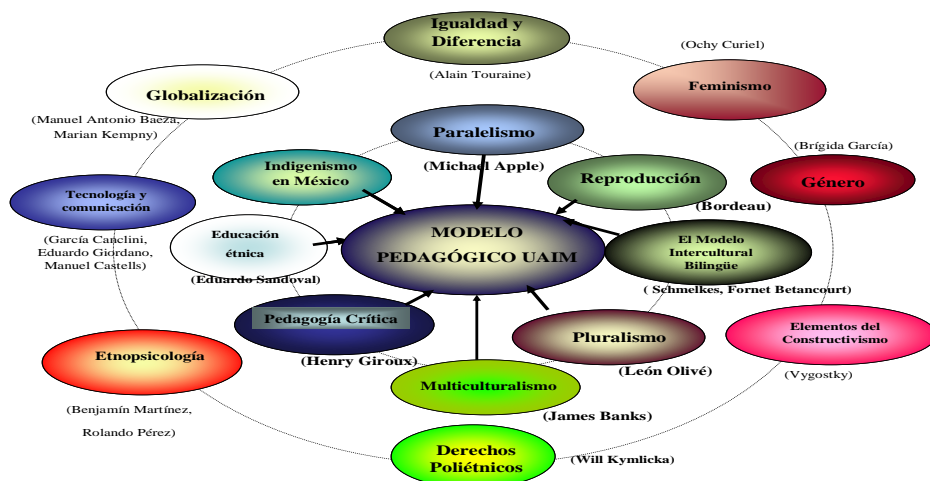 Igualdad y
Diferencia
(Alain Touraine)
(Ochy Curiel)
Feminismo
Globalización
(Manuel Antonio Baeza,
Marian Kempny)
Paralelismo
(Michael Apple)
(Brígida García)
Género
Indigenismo
en México
Reproducción
(Bordeau)
Tecnología y
comunicación
(García Canclini,
Eduardo Giordano,
Manuel Castells)
Educación
étnica
(Eduardo Sandoval)
MODELO
PEDAGÓGICO UAIM
El Modelo
Intercultural
Bilingüe
( Schmelkes, Fornet Betancourt)
Pedagogía Crítica
(Henry Giroux)
Pluralismo
(León Olivé)
Elementos del
Constructivismo
(Vygostky)
Etnopsicología
(Benjamín Martínez,
Rolando Pérez)
Multiculturalismo
(James Banks)
Derechos
Poliétnicos
(Will Kymlicka)